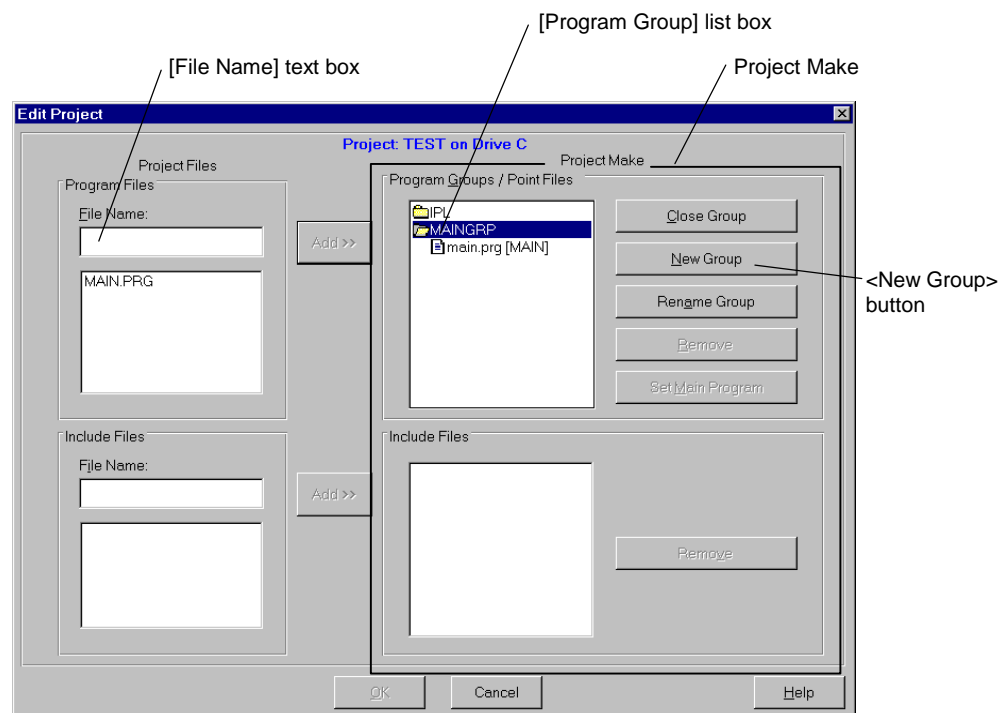 [Program Group] list box
[File Name] text box
Project Make
Edit Project
Project: TEST on Drive C
Project Files
Project Make
Program Files
Program Groups / Point Files
File Name:
Add >>
IPL
MAINGRP
main.prg [MAIN]
Close Group
New Group
<New Group>
button
MAIN.PRG
Rename Group
Remove
Set Main Program
Include Files
Include Files
File Name:
Add >>
Remove
OK
Cancel
Help